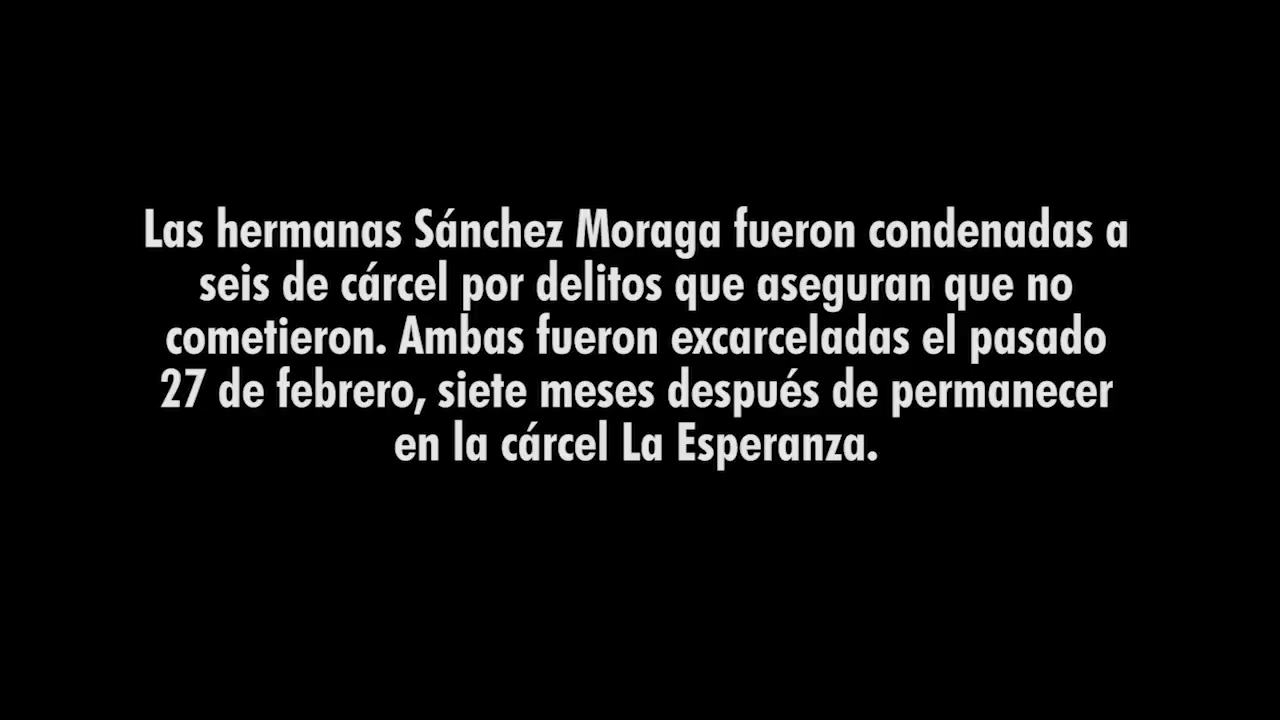 Las hermanas Sánchez Moraga fueron condenadas a
seis de cárcel por delitos que aseguran que no
cometieron. Ambas fueron excarceladas el pasado
27 de febrero, siete meses después de permanecer
en la cárcel La Esperanza.